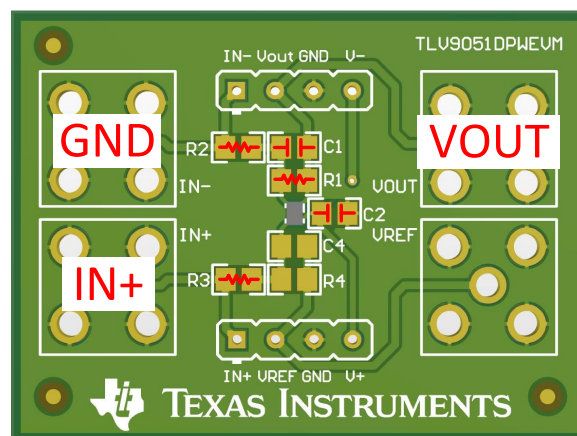 TLV9051DPWEVM
IN- Vout GND V-
GND
VOUT
R2
C1
IN-
R1
VOUT
C2
IN+
VREF
C4
IN+
R3
R4
IN+ VREF GND V+
TEXAS INSTRUMENTS